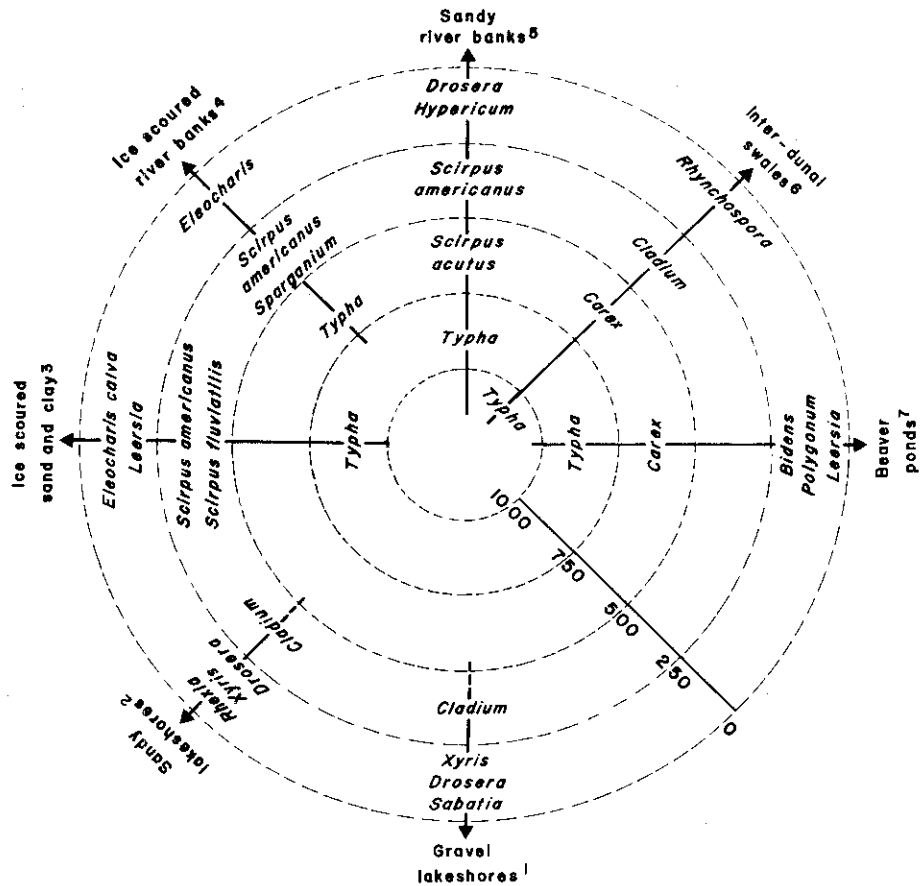 Sandy
river banks5
Drosera
Hypericum
Scirpus
americanus
Scirpus
acutus
Typha
Ice scoured
river banks4
Eleocharis
Scirpus
americanus
Sparganium
Typha
Inter-dunal
swales6
Rhynchospora
Cladium
Carex
Typha
Ice scoured
sand and clay3
Eleocharis calva
Leersia
Scirpus americanus
Scirpus fluviatilis
Typha
Typha
Carex
Bidens
Polygonum
Leersia
Beaver
ponds7
1000
750
500
250
0
Cladium
Drosera
Xyris
Rhexia
Sandy
lakeshores2
Cladium
Xyris
Drosera
Sabatia
Gravel
lakeshores1